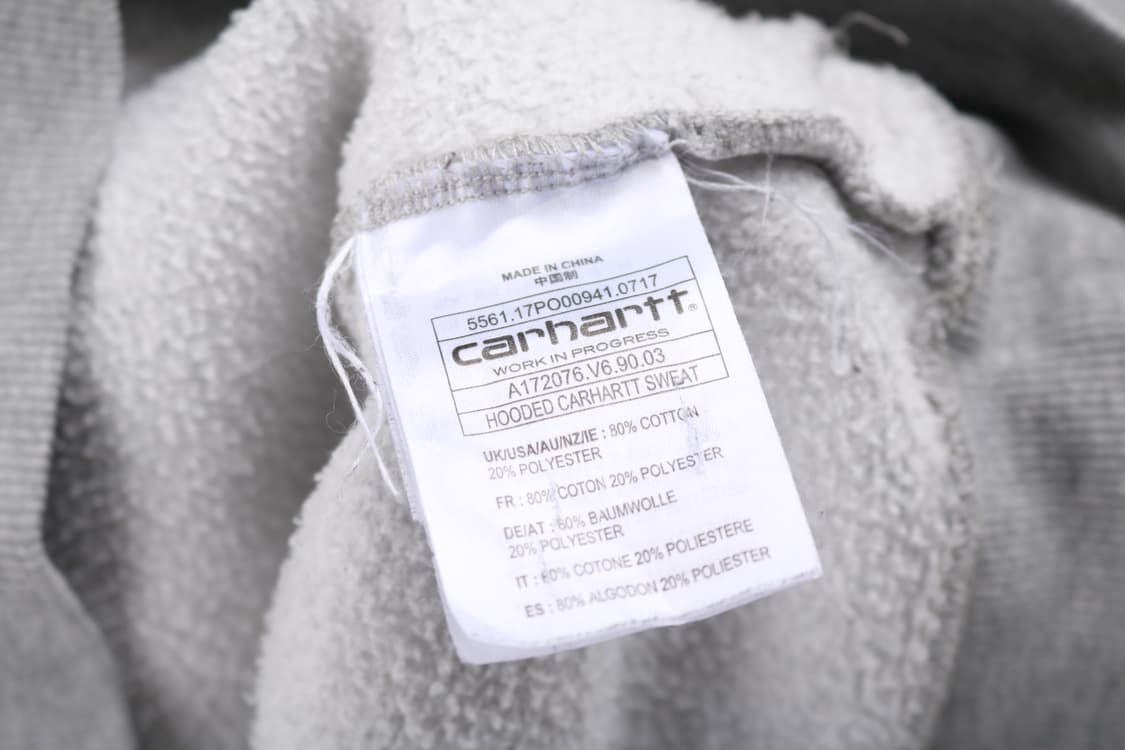 MADE IN CHINA
中国制
5561.17PO00941.0717
carhartt®
WORK IN PROGRESS
A172076.V6.90.03
HOODED CARHARTT SWEAT
UK/USA/AU/NZ/IE : 80% COTTON
20% POLYESTER
FR : 80% COTON 20% POLYESTER
DE/AT : 80% BAUMWOLLE
20% POLYESTER
IT : 80% COTONE 20% POLIESTERE
ES : 80% ALGODON 20% POLIESTER